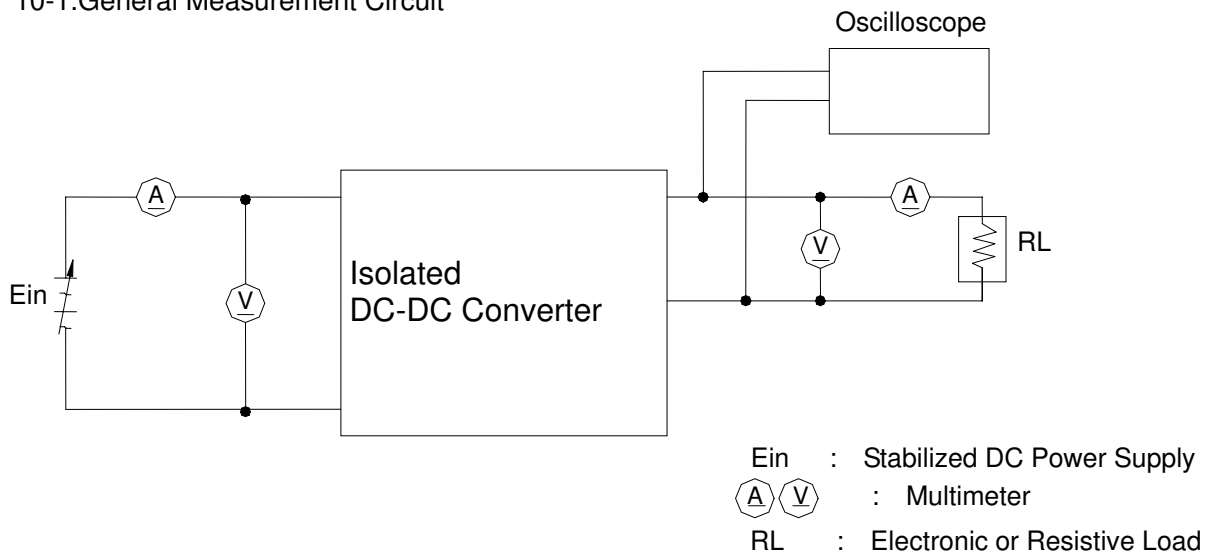 10-1.General Measurement Circuit
Oscilloscope
A
A
V
V
RL
Ein
Isolated
DC-DC Converter
Ein : Stabilized DC Power Supply
A V : Multimeter
RL : Electronic or Resistive Load